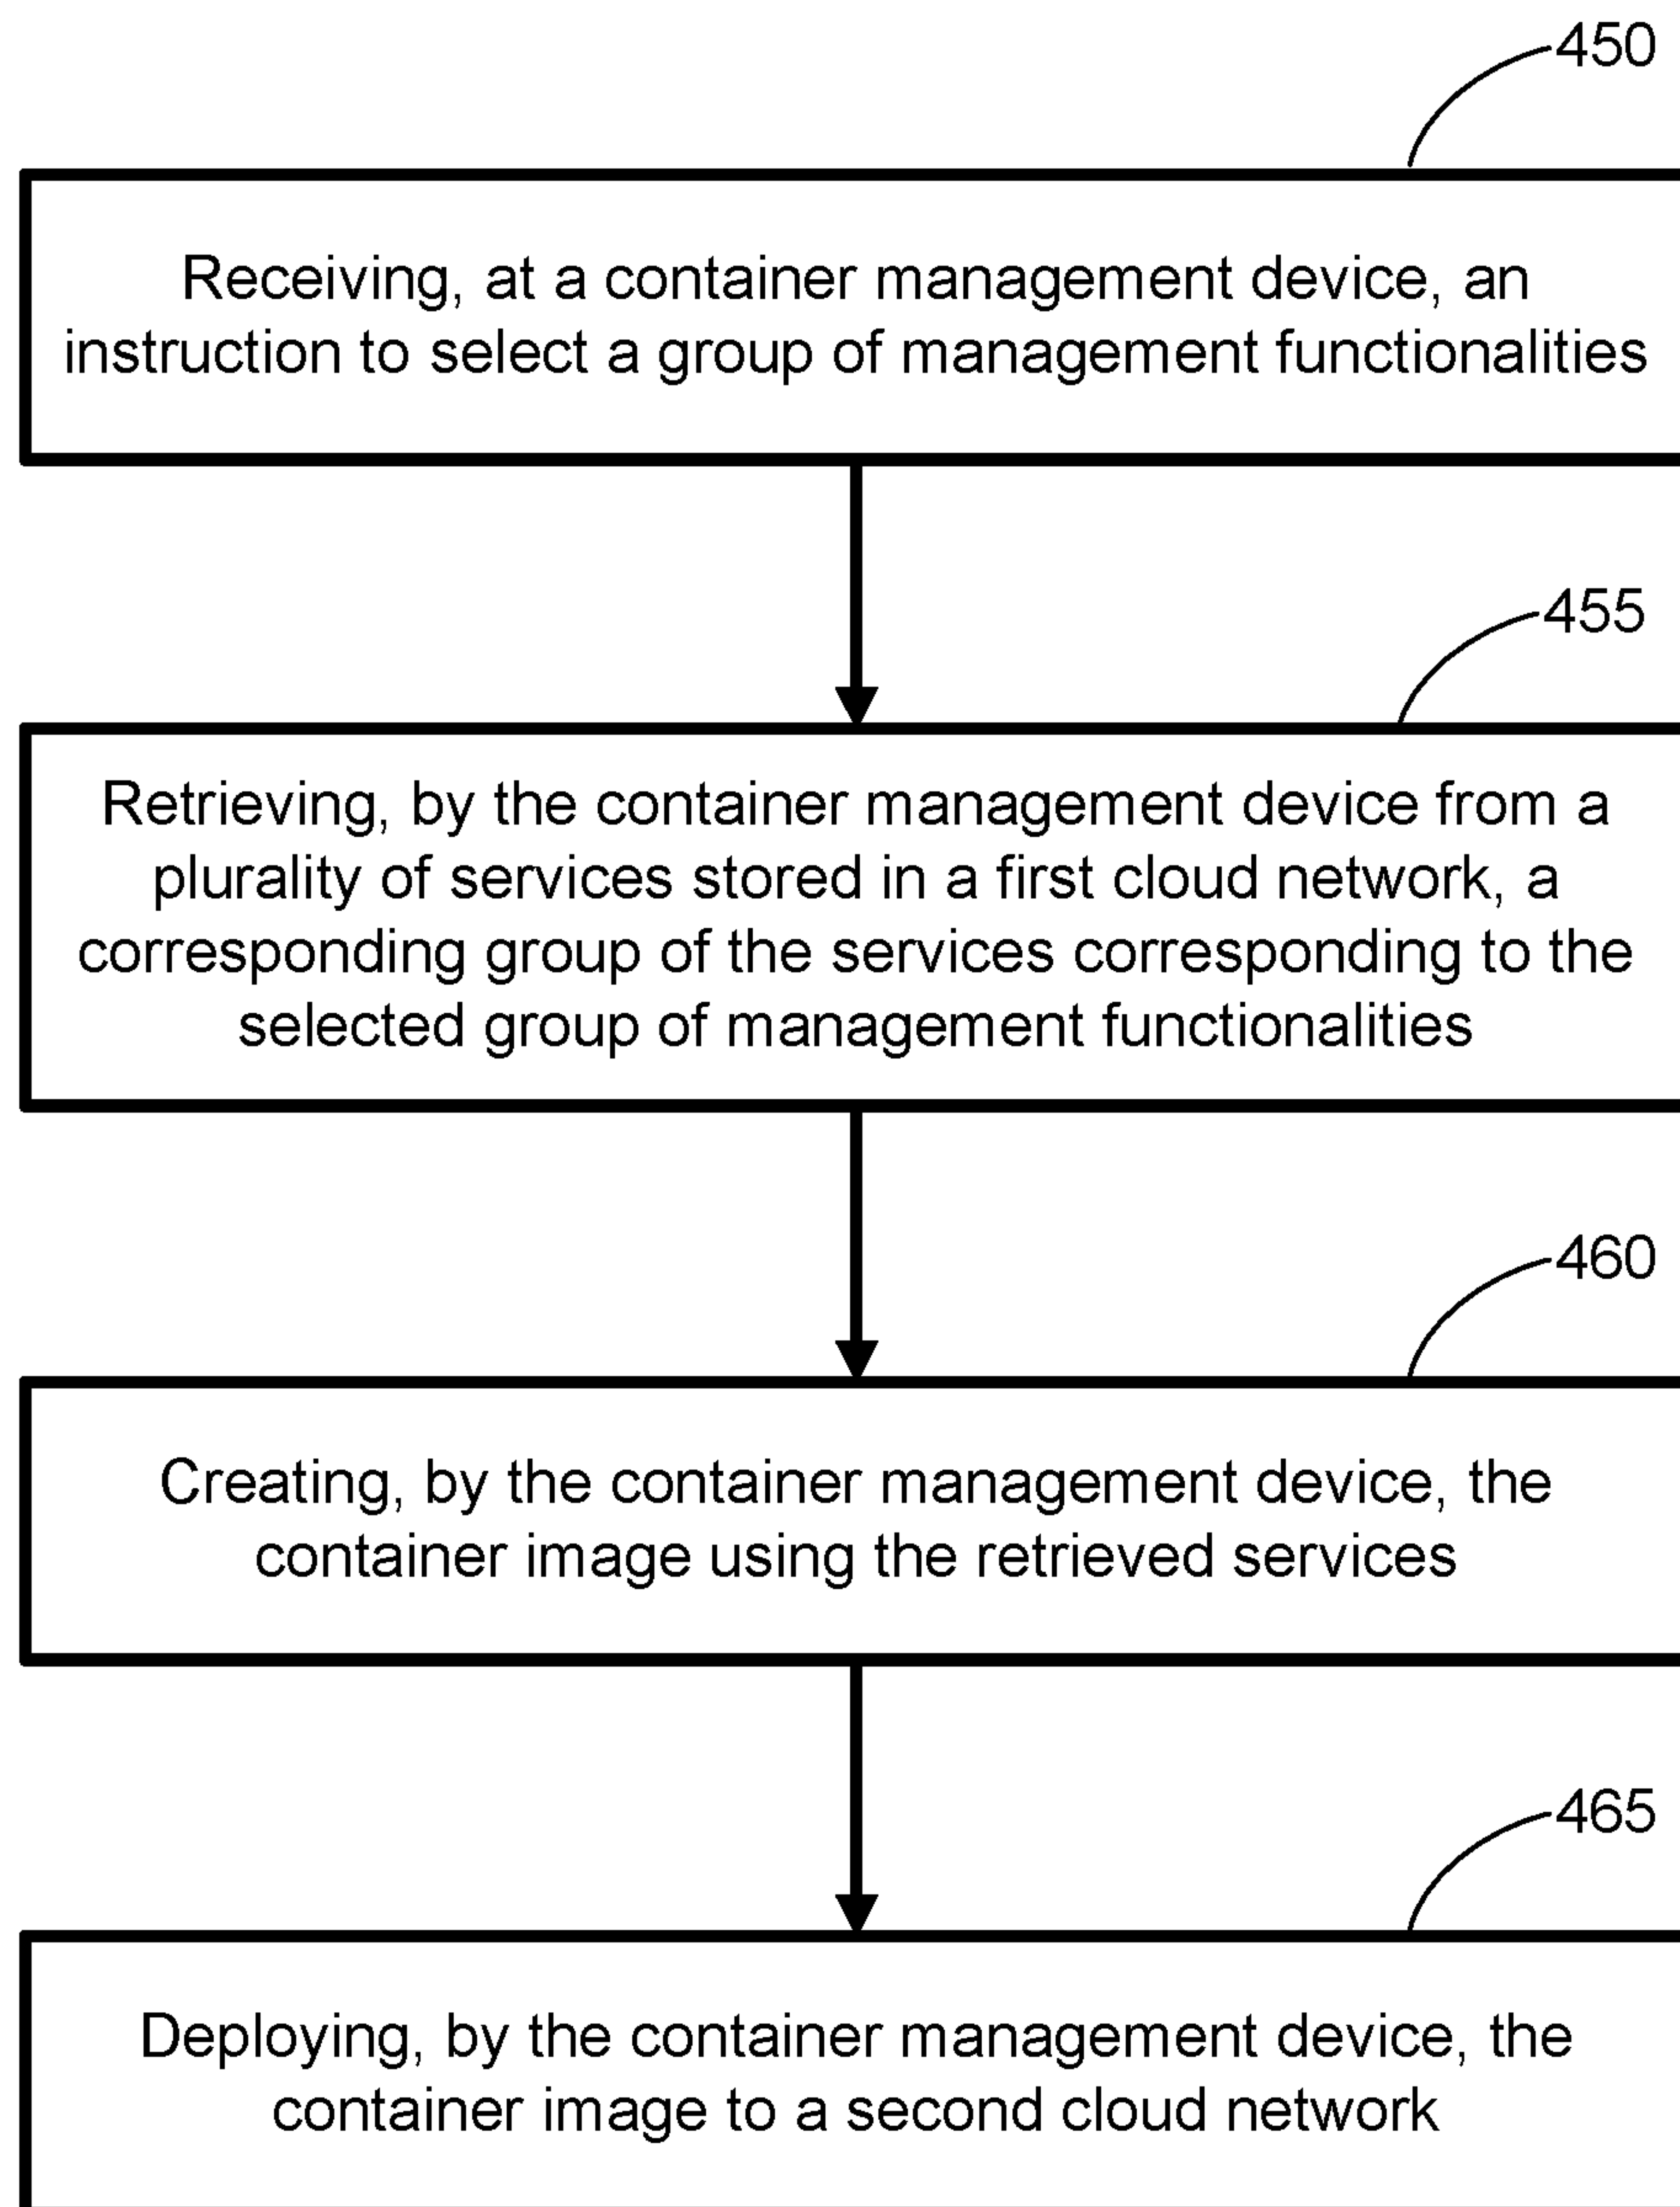 450
Receiving, at a container management device, an
instruction to select a group of management functionalities
455
Retrieving, by the container management device from a
plurality of services stored in a first cloud network, a
corresponding group of the services corresponding to the
selected group of management functionalities
460
Creating, by the container management device, the
container image using the retrieved services
465
Deploying, by the container management device, the
container image to a second cloud network